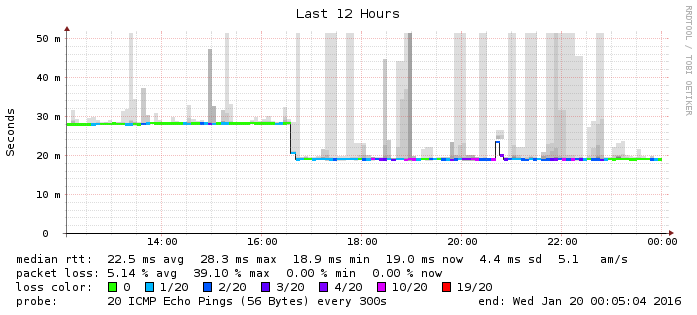 Last 12 Hours
RRDTOOL / TOBI OETIKER
Seconds
50 m
40 m
30 m
20 m
10 m
0
14:00 16:00 18:00 20:00 22:00 00:00
median rtt: 22.5 ms avg 28.3 ms max 18.9 ms min 19.0 ms now 4.4 ms sd 5.1 am/s
packet loss: 5.14 % avg 39.10 % max 0.00 % min 0.00 % now
loss color: 0 1/20 2/20 3/20 4/20 10/20 19/20
probe: 20 ICMP Echo Pings (56 Bytes) every 300s end: Wed Jan 20 00:05:04 2016